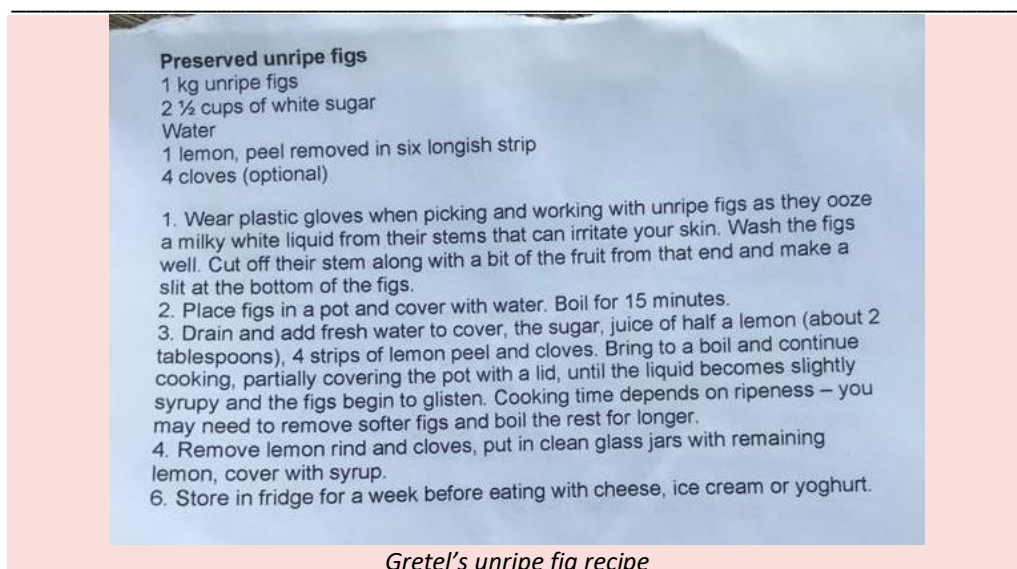 Preserved unripe figs
1 kg unripe figs
2 ½ cups of white sugar
Water
1 lemon, peel removed in six longish strip
4 cloves (optional)
1. Wear plastic gloves when picking and working with unripe figs as they ooze
a milky white liquid from their stems that can irritate your skin. Wash the figs
well. Cut off their stem along with a bit of the fruit from that end and make a
slit at the bottom of the figs.
2. Place figs in a pot and cover with water. Boil for 15 minutes.
3. Drain and add fresh water to cover, the sugar, juice of half a lemon (about 2
tablespoons), 4 strips of lemon peel and cloves. Bring to a boil and continue
cooking, partially covering the pot with a lid, until the liquid becomes slightly
syrupy and the figs begin to glisten. Cooking time depends on ripeness – you
may need to remove softer figs and boil the rest for longer.
4. Remove lemon rind and cloves, put in clean glass jars with remaining
lemon, cover with syrup.
6. Store in fridge for a week before eating with cheese, ice cream or yoghurt.
Gretel's unripe fig recipe